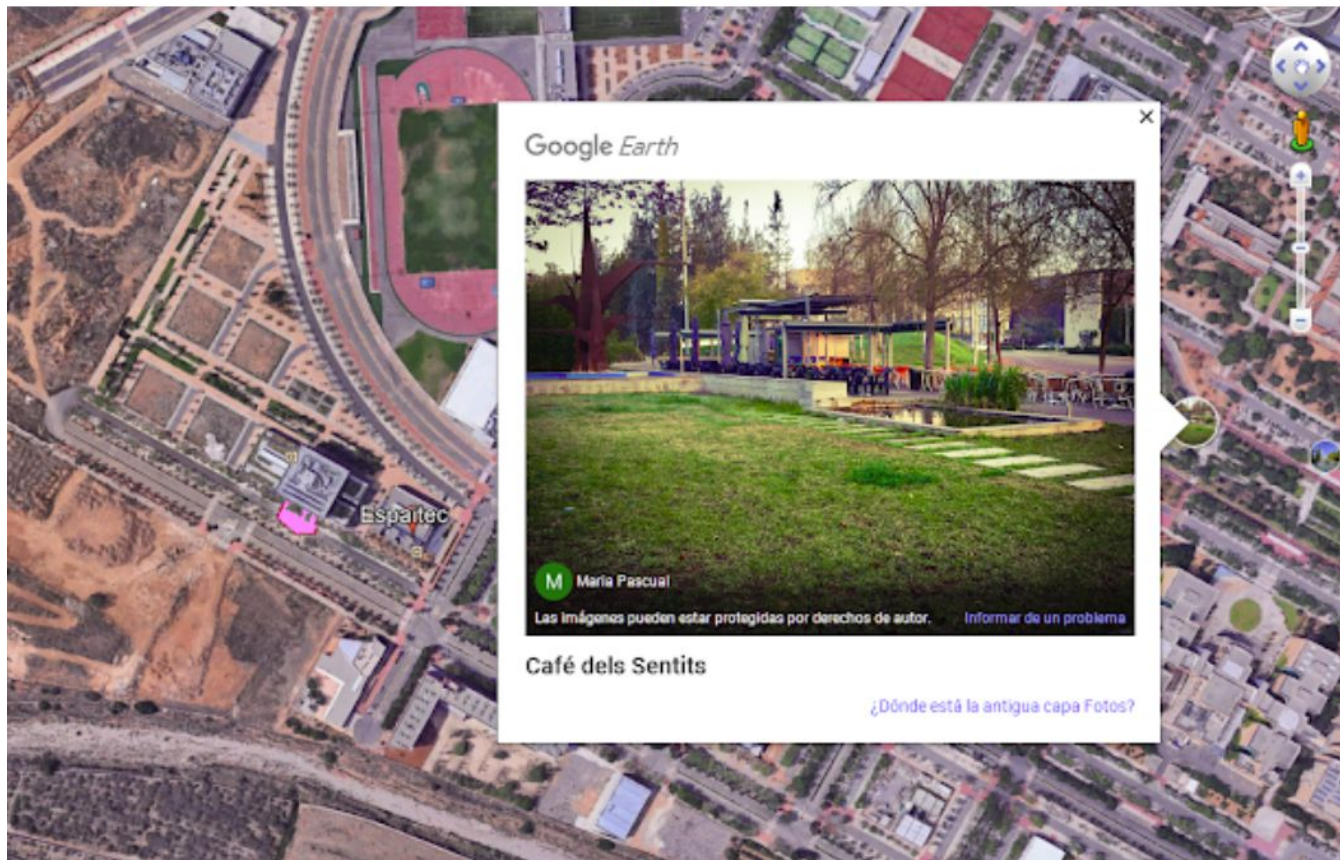 Google Earth
M Maria Pascual
Las imágenes pueden estar protegidas por derechos de autor. Informar de un problema
Café dels Sentits
¿Dónde está la antigua capa Fotos?
Espaitec